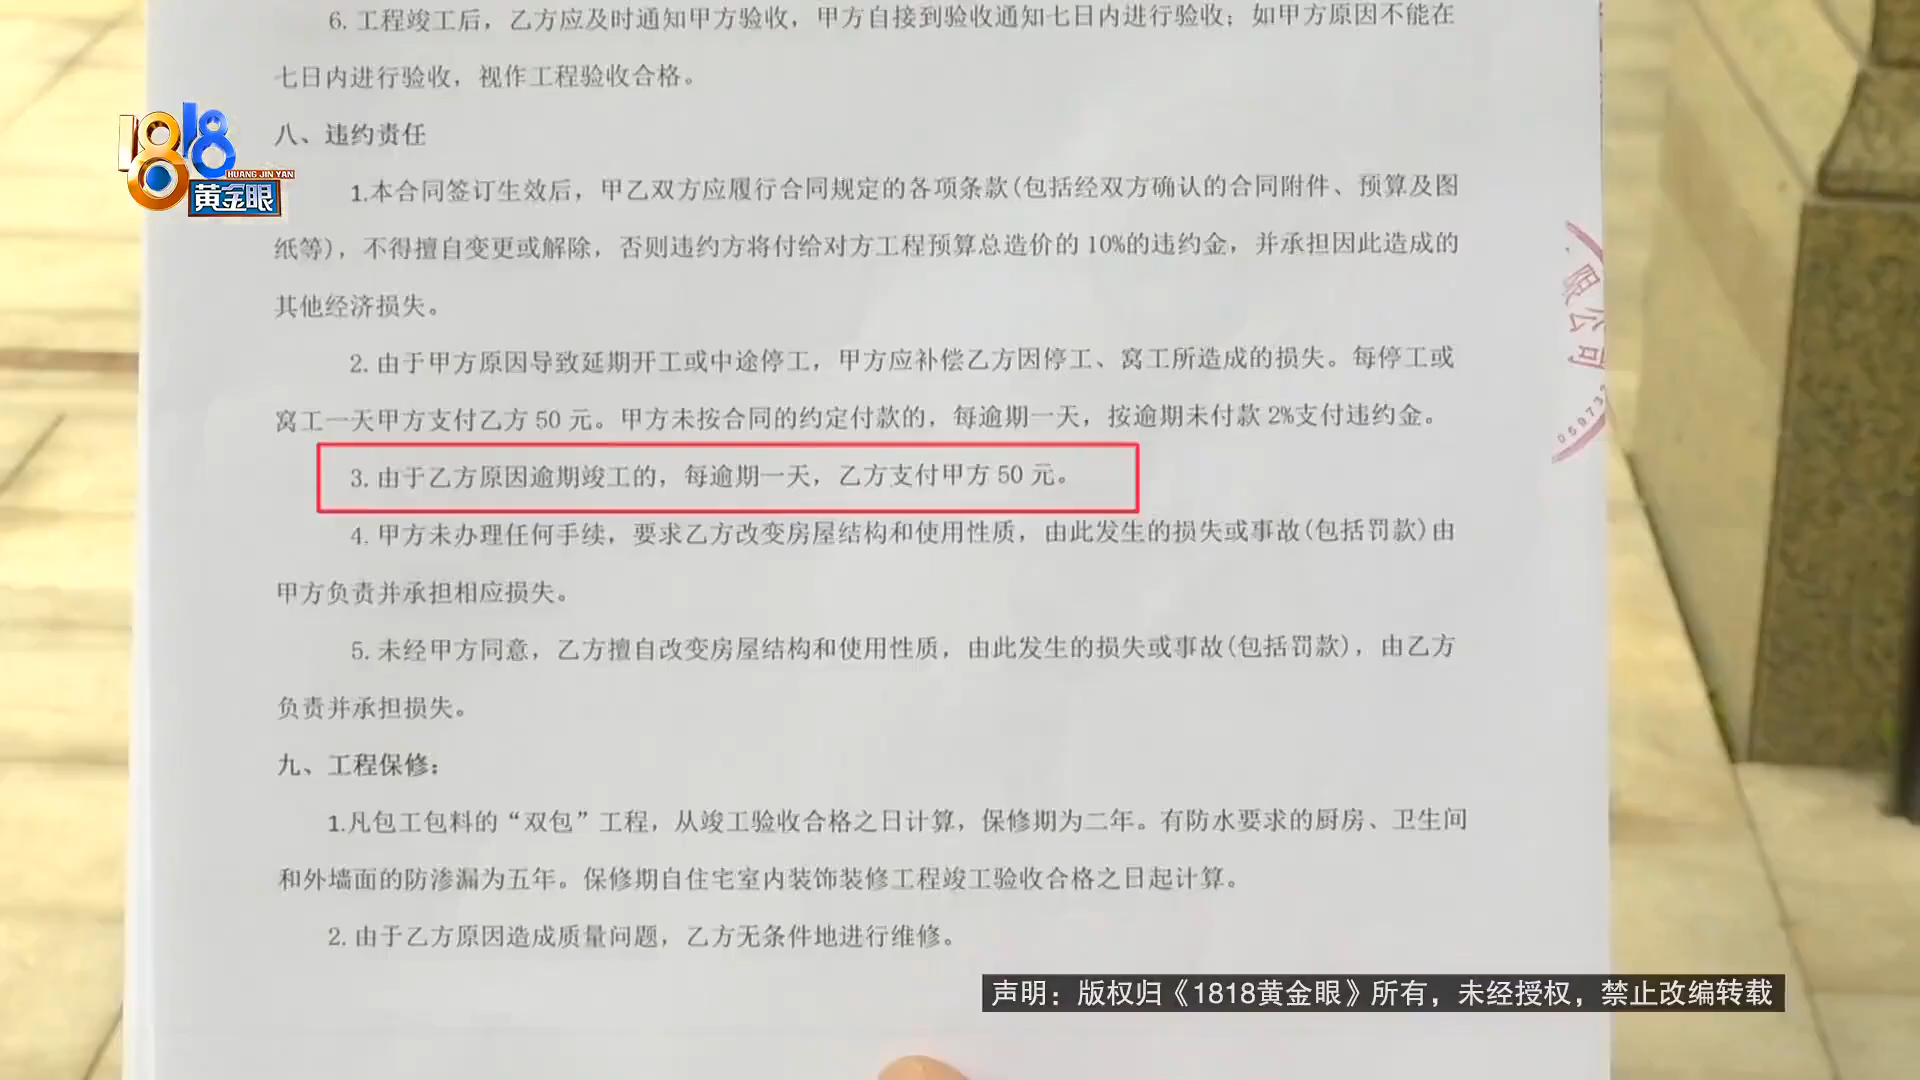 6. 工程竣工后，乙方应及时通知甲方验收，甲方自接到验收通知七日内进行验收；如甲方原因不能在
七日内进行验收，视作工程验收合格。
1818
HUANG JIN YAN
黄金眼
八、违约责任
1.本合同签订生效后，甲乙双方应履行合同规定的各项条款(包括经双方确认的合同附件、预算及图
纸等)，不得擅自变更或解除，否则违约方将付给对方工程预算总造价的 10%的违约金，并承担因此造成的
其他经济损失。
2. 由于甲方原因导致延期开工或中途停工，甲方应补偿乙方因停工、窝工所造成的损失。每停工或
窝工一天甲方支付乙方 50 元。甲方未按合同的约定付款的，每逾期一天，按逾期未付款 2%支付违约金。
3. 由于乙方原因逾期竣工的，每逾期一天，乙方支付甲方 50 元。
4. 甲方未办理任何手续，要求乙方改变房屋结构和使用性质，由此发生的损失或事故(包括罚款)由
甲方负责并承担相应损失。
5. 未经甲方同意，乙方擅自改变房屋结构和使用性质，由此发生的损失或事故(包括罚款)，由乙方
负责并承担损失。
九、工程保修：
1.凡包工包料的“双包”工程，从竣工验收合格之日计算，保修期为二年。有防水要求的厨房、卫生间
和外墙面的防渗漏为五年。保修期自住宅室内装饰装修工程竣工验收合格之日起计算。
2. 由于乙方原因造成质量问题，乙方无条件地进行维修。
限公司
声明：版权归《1818黄金眼》所有，未经授权，禁止改编转载